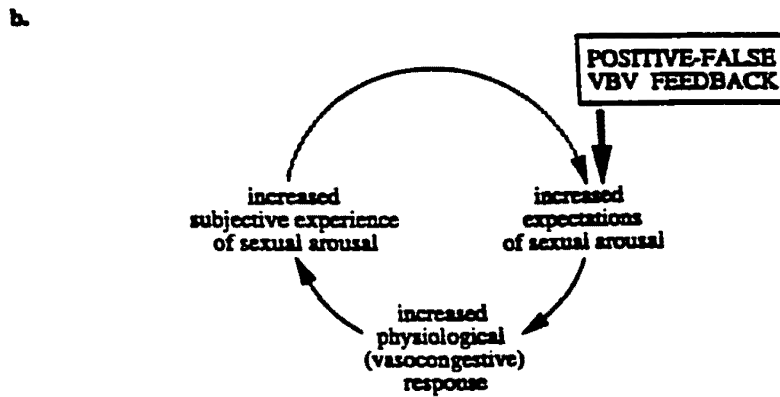 b.
POSITIVE-FALSE
VBV FEEDBACK
increased
subjective experience
of sexual arousal
increased
expectations
of sexual arousal
increased
physiological
(vasocongestive)
response